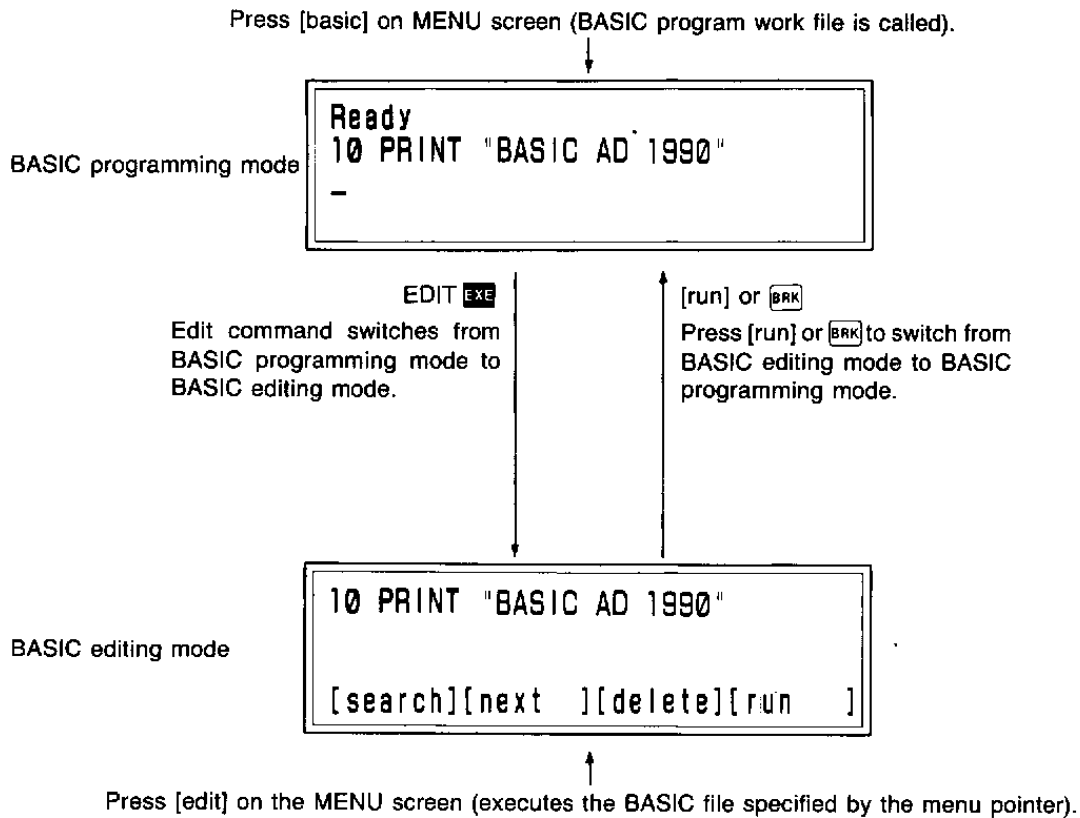 Press [basic] on MENU screen (BASIC program work file is called).
BASIC programming mode
Ready
10 PRINT "BASIC AD 1990"
_
EDIT EXE
Edit command switches from
BASIC programming mode to
BASIC editing mode.
[run] or BRK
Press [run] or BRK to switch from
BASIC editing mode to BASIC
programming mode.
BASIC editing mode
10 PRINT "BASIC AD 1990"
[search][next ][delete][run ]
Press [edit] on the MENU screen (executes the BASIC file specified by the menu pointer).